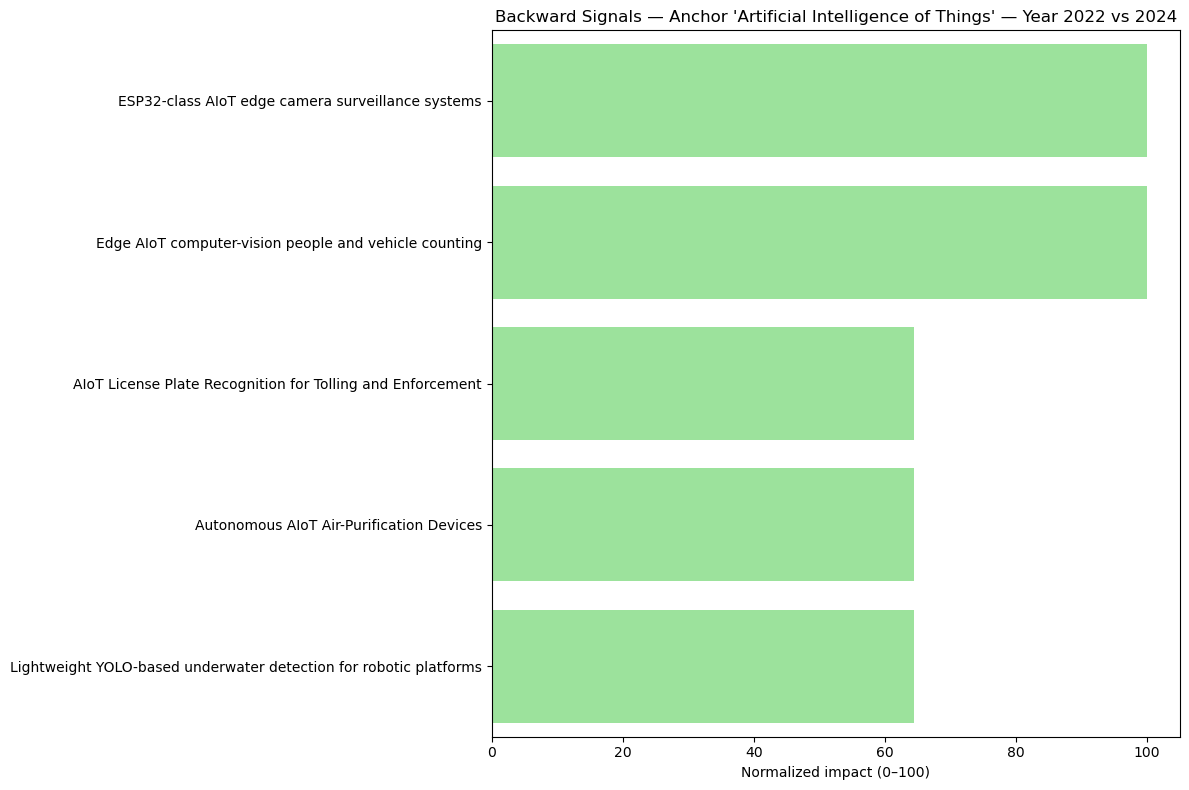 Backward Signals — Anchor 'Artificial Intelligence of Things' — Year 2022 vs 2024
ESP32-class AIoT edge camera surveillance systems
Edge AIoT computer-vision people and vehicle counting
AIoT License Plate Recognition for Tolling and Enforcement
Autonomous AIoT Air-Purification Devices
Lightweight YOLO-based underwater detection for robotic platforms
0 20 40 60 80 100
Normalized impact (0–100)